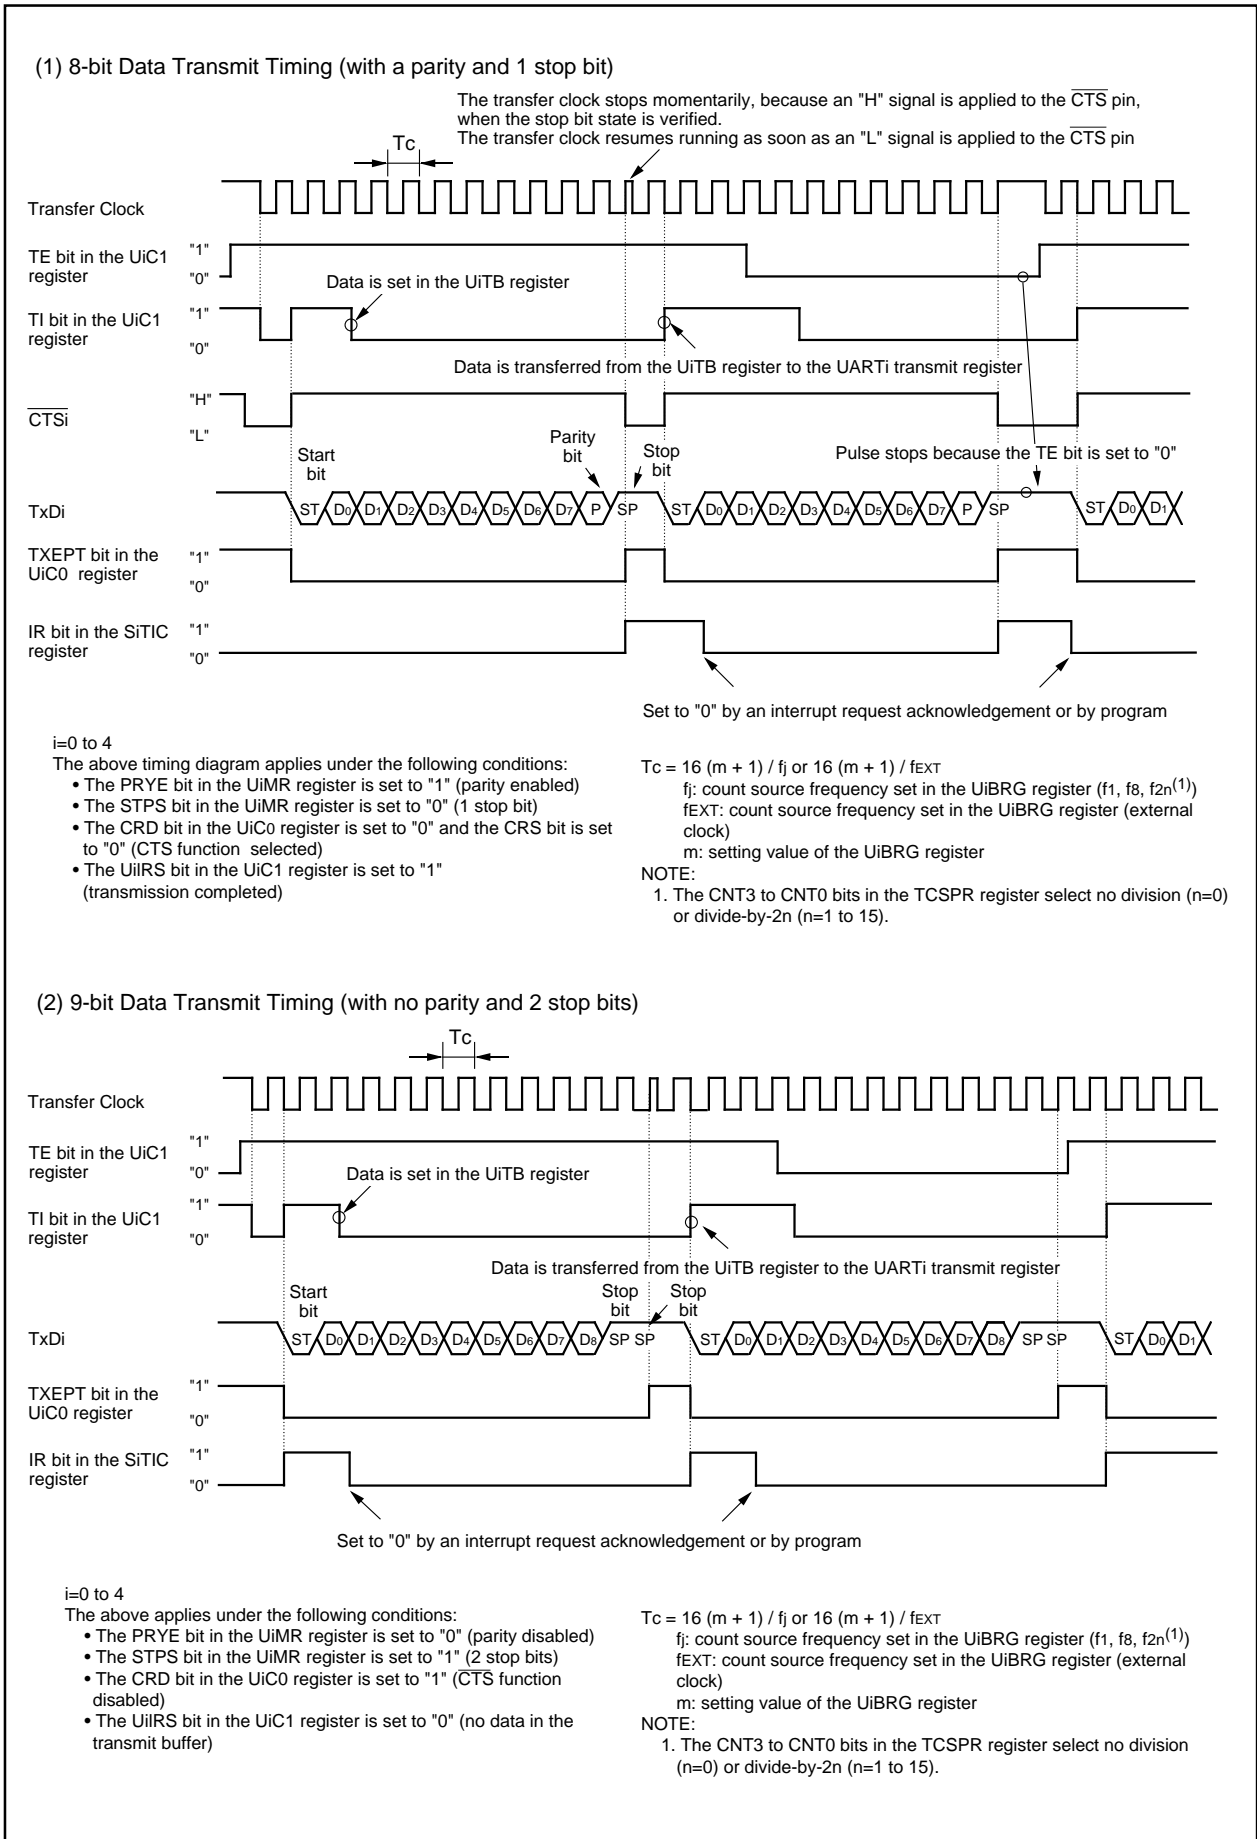 (1) 8-bit Data Transmit Timing (with a parity and 1 stop bit)
The transfer clock stops momentarily, because an "H" signal is applied to the CTS pin,
when the stop bit state is verified.
The transfer clock resumes running as soon as an "L" signal is applied to the CTS pin
Tc
Transfer Clock
TE bit in the UiC1
register
"1"
"0"
Data is set in the UiTB register
TI bit in the UiC1
register
"1"
"0"
Data is transferred from the UiTB register to the UARTi transmit register
CTSi
"H"
"L"
Start
bit
Parity
bit
Stop
bit
Pulse stops because the TE bit is set to "0"
TxDi
ST D0 D1 D2 D3 D4 D5 D6 D7 P SP ST D0 D1 D2 D3 D4 D5 D6 D7 P SP ST D0 D1
TXEPT bit in the
UiC0 register
"1"
"0"
IR bit in the SiTIC
register
"1"
"0"
Set to "0" by an interrupt request acknowledgement or by program
i=0 to 4
The above timing diagram applies under the following conditions:
• The PRYE bit in the UiMR register is set to "1" (parity enabled)
• The STPS bit in the UiMR register is set to "0" (1 stop bit)
• The CRD bit in the UiC0 register is set to "0" and the CRS bit is set
to "0" (CTS function selected)
• The UiIRS bit in the UiC1 register is set to "1"
(transmission completed)
Tc = 16 (m + 1) / fj or 16 (m + 1) / fEXT
fj: count source frequency set in the UiBRG register (f1, f8, f2n(1))
fEXT: count source frequency set in the UiBRG register (external
clock)
m: setting value of the UiBRG register
NOTE:
1. The CNT3 to CNT0 bits in the TCSPR register select no division (n=0)
or divide-by-2n (n=1 to 15).
(2) 9-bit Data Transmit Timing (with no parity and 2 stop bits)
Tc
Transfer Clock
TE bit in the UiC1
register
"1"
"0"
Data is set in the UiTB register
TI bit in the UiC1
register
"1"
"0"
Data is transferred from the UiTB register to the UARTi transmit register
Start
bit
Stop
bit
Stop
bit
TxDi
ST D0 D1 D2 D3 D4 D5 D6 D7 D8 SP SP ST D0 D1 D2 D3 D4 D5 D6 D7 D8 SP SP ST D0 D1
TXEPT bit in the
UiC0 register
"1"
"0"
IR bit in the SiTIC
register
"1"
"0"
Set to "0" by an interrupt request acknowledgement or by program
i=0 to 4
The above applies under the following conditions:
• The PRYE bit in the UiMR register is set to "0" (parity disabled)
• The STPS bit in the UiMR register is set to "1" (2 stop bits)
• The CRD bit in the UiC0 register is set to "1" (CTS function
disabled)
• The UiIRS bit in the UiC1 register is set to "0" (no data in the
transmit buffer)
Tc = 16 (m + 1) / fj or 16 (m + 1) / fEXT
fj: count source frequency set in the UiBRG register (f1, f8, f2n(1))
fEXT: count source frequency set in the UiBRG register (external
clock)
m: setting value of the UiBRG register
NOTE:
1. The CNT3 to CNT0 bits in the TCSPR register select no division
(n=0) or divide-by-2n (n=1 to 15).